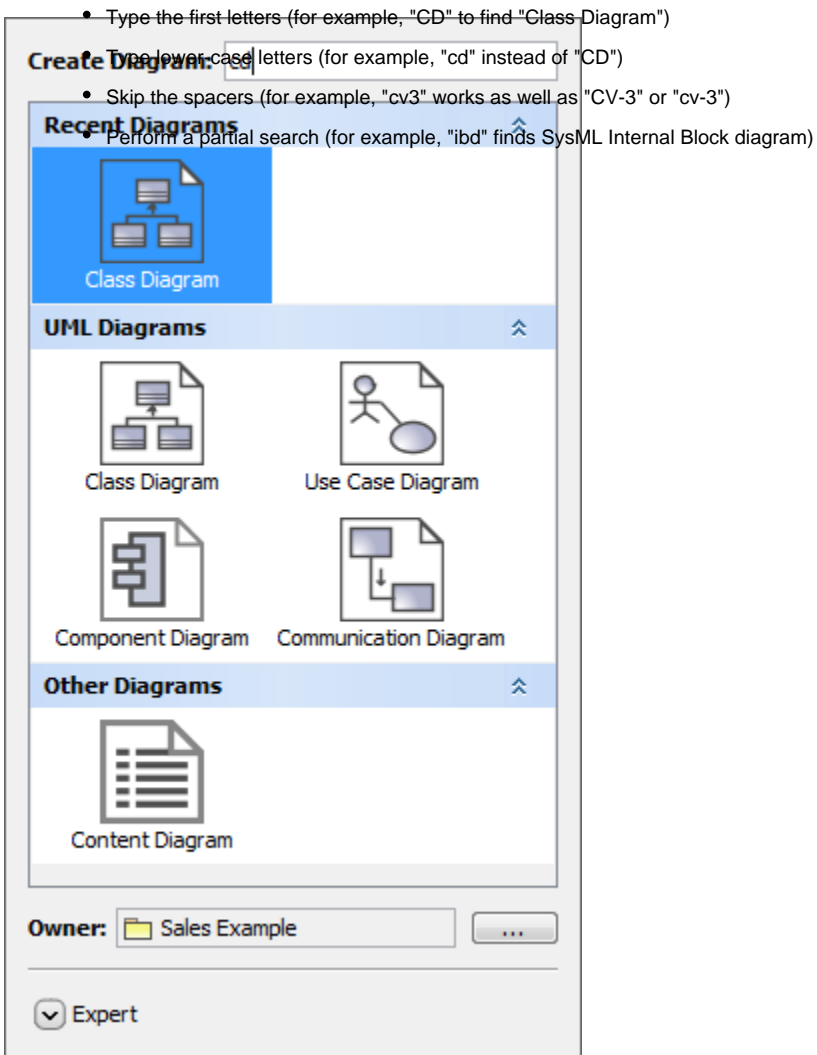 • Type the first letters (for example, "CD" to find "Class Diagram")
Create Diagram: cd
• Type lower-case letters (for example, "cd" instead of "CD")
• Skip the spacers (for example, "cv3" works as well as "CV-3" or "cv-3")
Recent Diagrams
• Perform a partial search (for example, "ibd" finds SysML Internal Block diagram)
Class Diagram
UML Diagrams
Class Diagram Use Case Diagram
Component Diagram Communication Diagram
Other Diagrams
Content Diagram
Owner: Sales Example ...
Expert